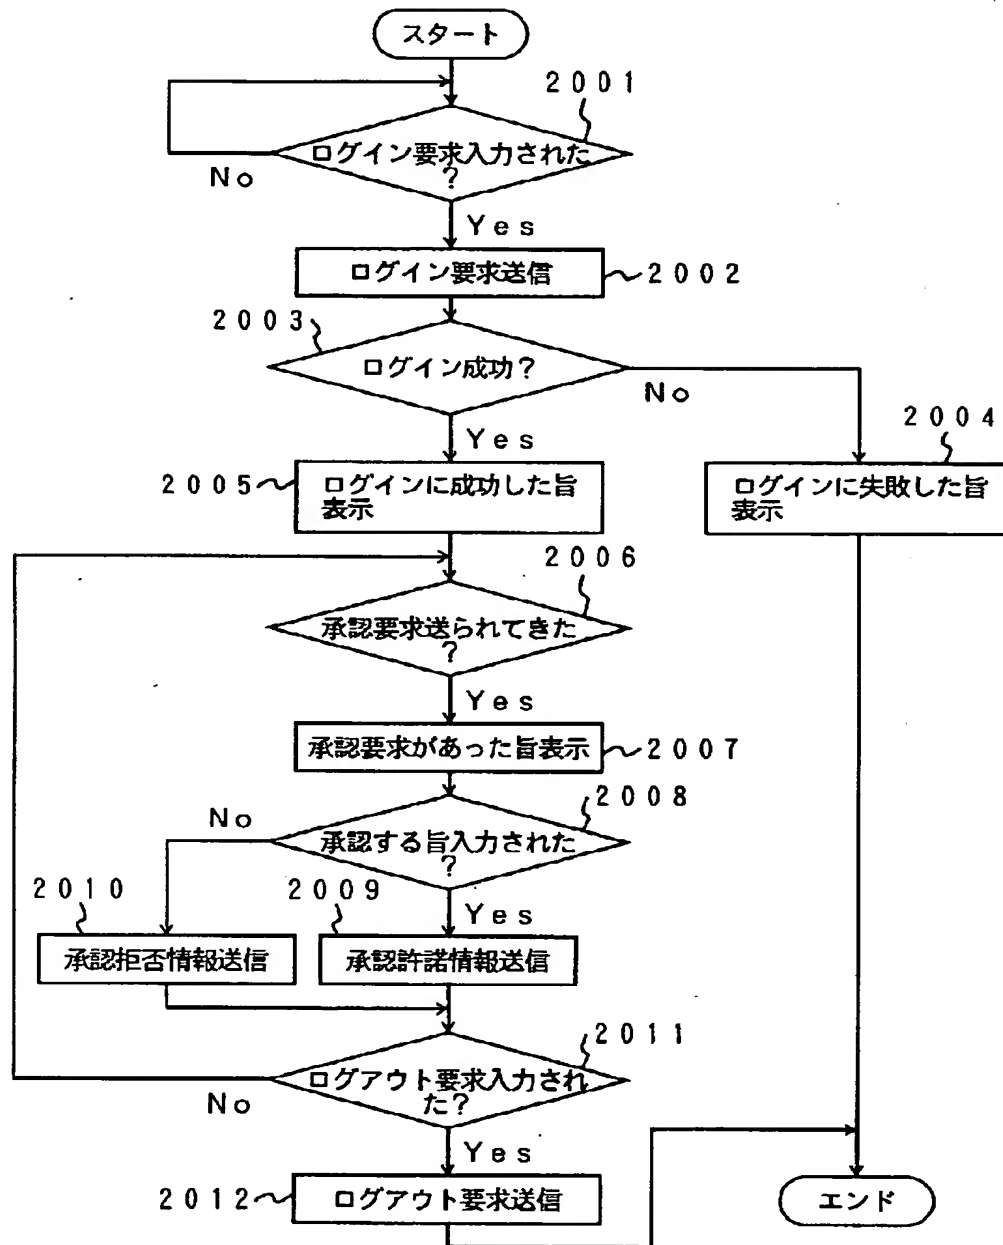 スタート
2001
ログイン要求入力された
?
No
Yes
ログイン要求送信
2002
2003
ログイン成功?
No
Yes
2004
2005
ログインに成功した旨
表示
ログインに失敗した旨
表示
2006
承認要求送られてきた
?
Yes
承認要求があった旨表示
2007
2008
No
承認する旨入力された
?
2010
2009
Yes
承認拒否情報送信
承認許諾情報送信
2011
ログアウト要求入力され
た?
No
Yes
2012
ログアウト要求送信
エンド